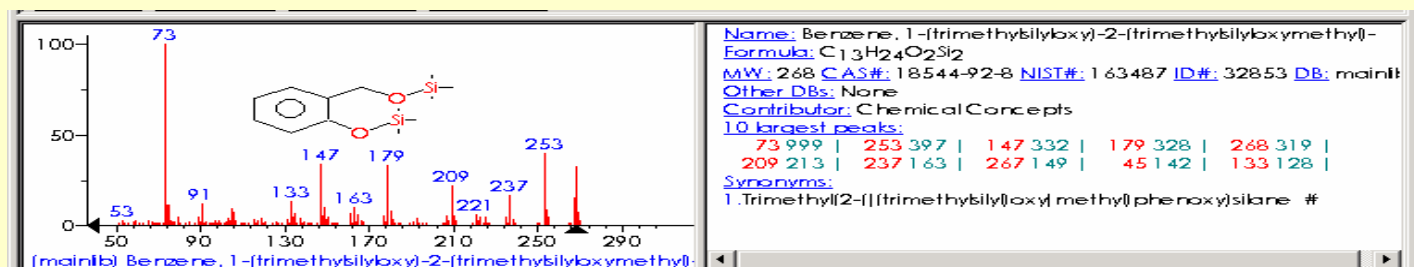 100
50
0
73
53
91
133
147
163
179
209
221
237
253
O
Si
Si
O
50 90 130 170 210 250 290
(mainlib) Benzene, 1-(trimethylsilyloxy)-2-(trimethylsilyloxymethyl)-
Name: Benzene, 1-(trimethylsilyloxy)-2-(trimethylsilyloxymethyl)-
Formula: C13H24O2Si2
MW: 268 CAS#: 18544-92-8 NIST#: 163487 ID#: 32853 DB: mainlib
Other DBs: None
Contributor: Chemical Concepts
10 largest peaks:
73 999 | 253 397 | 147 332 | 179 328 | 268 319 |
209 213 | 237 163 | 267 149 | 45 142 | 133 128 |
Synonyms:
1.Trimethyl(2-([(trimethylsilyl)oxy]methyl)phenoxy)silane #